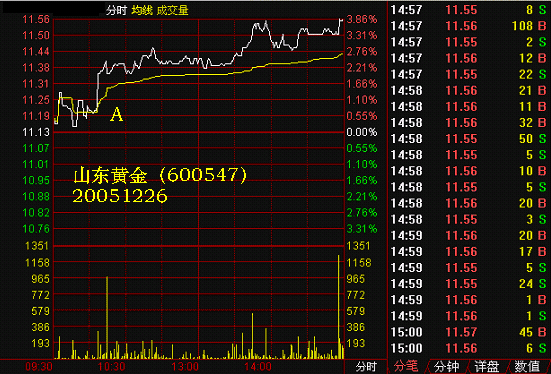 分时 均线 成交量
11.56 3.86%
11.50 3.31%
11.44 2.76%
11.38 2.21%
11.31 1.66%
11.25 1.10%
11.19 0.55%
11.13 0.00%
11.07 0.55%
11.01 1.10%
10.95 1.66%
10.88 2.21%
10.82 2.76%
10.76 3.31%
1351 1351
1158 1158
965 965
772 772
579 579
386 386
193 193
A
山东黄金（600547）
20051226
09:30 10:30 13:00 14:00 分时
14:57 11.55 8 S
14:57 11.56 108 B
14:57 11.55 2 S
14:57 11.56 12 B
14:57 11.55 22 S
14:58 11.56 21 B
14:58 11.56 11 B
14:58 11.56 32 B
14:58 11.55 50 S
14:58 11.55 5 S
14:58 11.56 10 B
14:58 11.55 5 S
14:58 11.56 20 B
14:58 11.55 3 S
14:59 11.56 20 B
14:59 11.56 17 B
14:59 11.55 5 S
14:59 11.55 24 S
14:59 11.56 1 B
14:59 11.55 1 S
15:00 11.57 45 B
15:00 11.56 6 S
分笔 分钟 详盘 数值